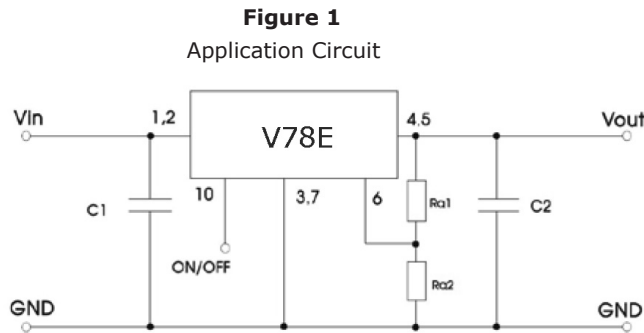 Figure 1
Application Circuit
Vin
1,2
V78E
4,5
Vout
C1
10
3,7
6
Ra1
C2
ON/OFF
Ra2
GND
GND